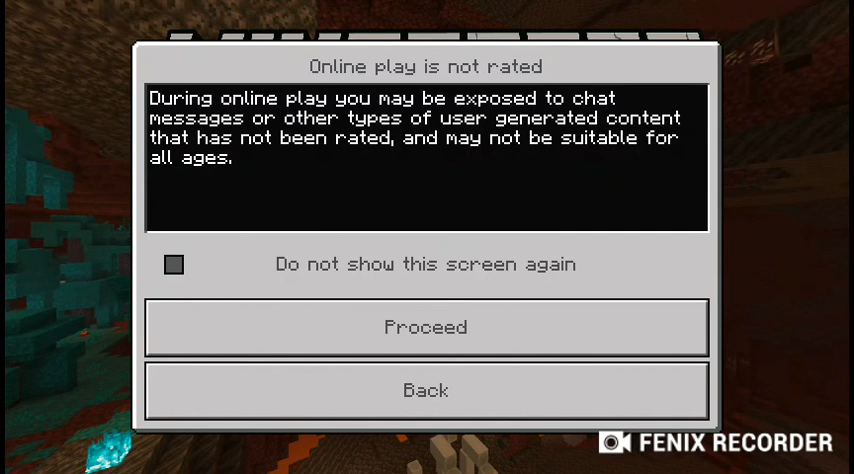 Online play is not rated
During online play you may be exposed to chat
messages or other types of user generated content
that has not been rated, and may not be suitable for
all ages.
Do not show this screen again
Proceed
Back
FENIX RECORDER